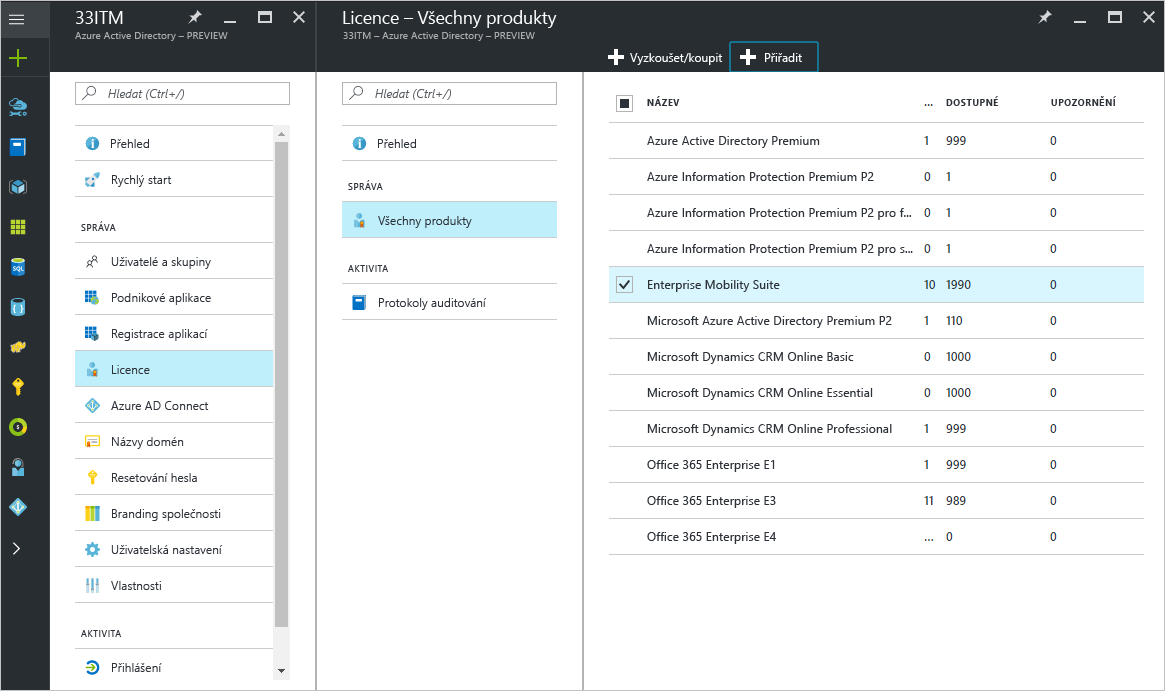 33ITM
Azure Active Directory – PREVIEW
Hledat (Ctrl+/)
Přehled
Rychlý start
SPRÁVA
Uživatelé a skupiny
Podnikové aplikace
Registrace aplikací
Licence
Azure AD Connect
Názvy domén
Resetování hesla
Branding společnosti
Uživatelská nastavení
Vlastnosti
AKTIVITA
Přihlášení
Licence – Všechny produkty
33ITM – Azure Active Directory – PREVIEW
Hledat (Ctrl+/)
Přehled
SPRÁVA
Všechny produkty
AKTIVITA
Protokoly auditování
Vyzkoušet/koupit Přiřadit
NÁZEV ... DOSTUPNÉ UPOZORNĚNÍ
Azure Active Directory Premium 1 999 0
Azure Information Protection Premium P2 0 1 0
Azure Information Protection Premium P2 pro f... 0 1 0
Azure Information Protection Premium P2 pro s... 0 1 0
Enterprise Mobility Suite 10 1990 0
Microsoft Azure Active Directory Premium P2 1 110 0
Microsoft Dynamics CRM Online Basic 0 1000 0
Microsoft Dynamics CRM Online Essential 0 1000 0
Microsoft Dynamics CRM Online Professional 1 999 0
Office 365 Enterprise E1 1 999 0
Office 365 Enterprise E3 11 989 0
Office 365 Enterprise E4 ... 0 0